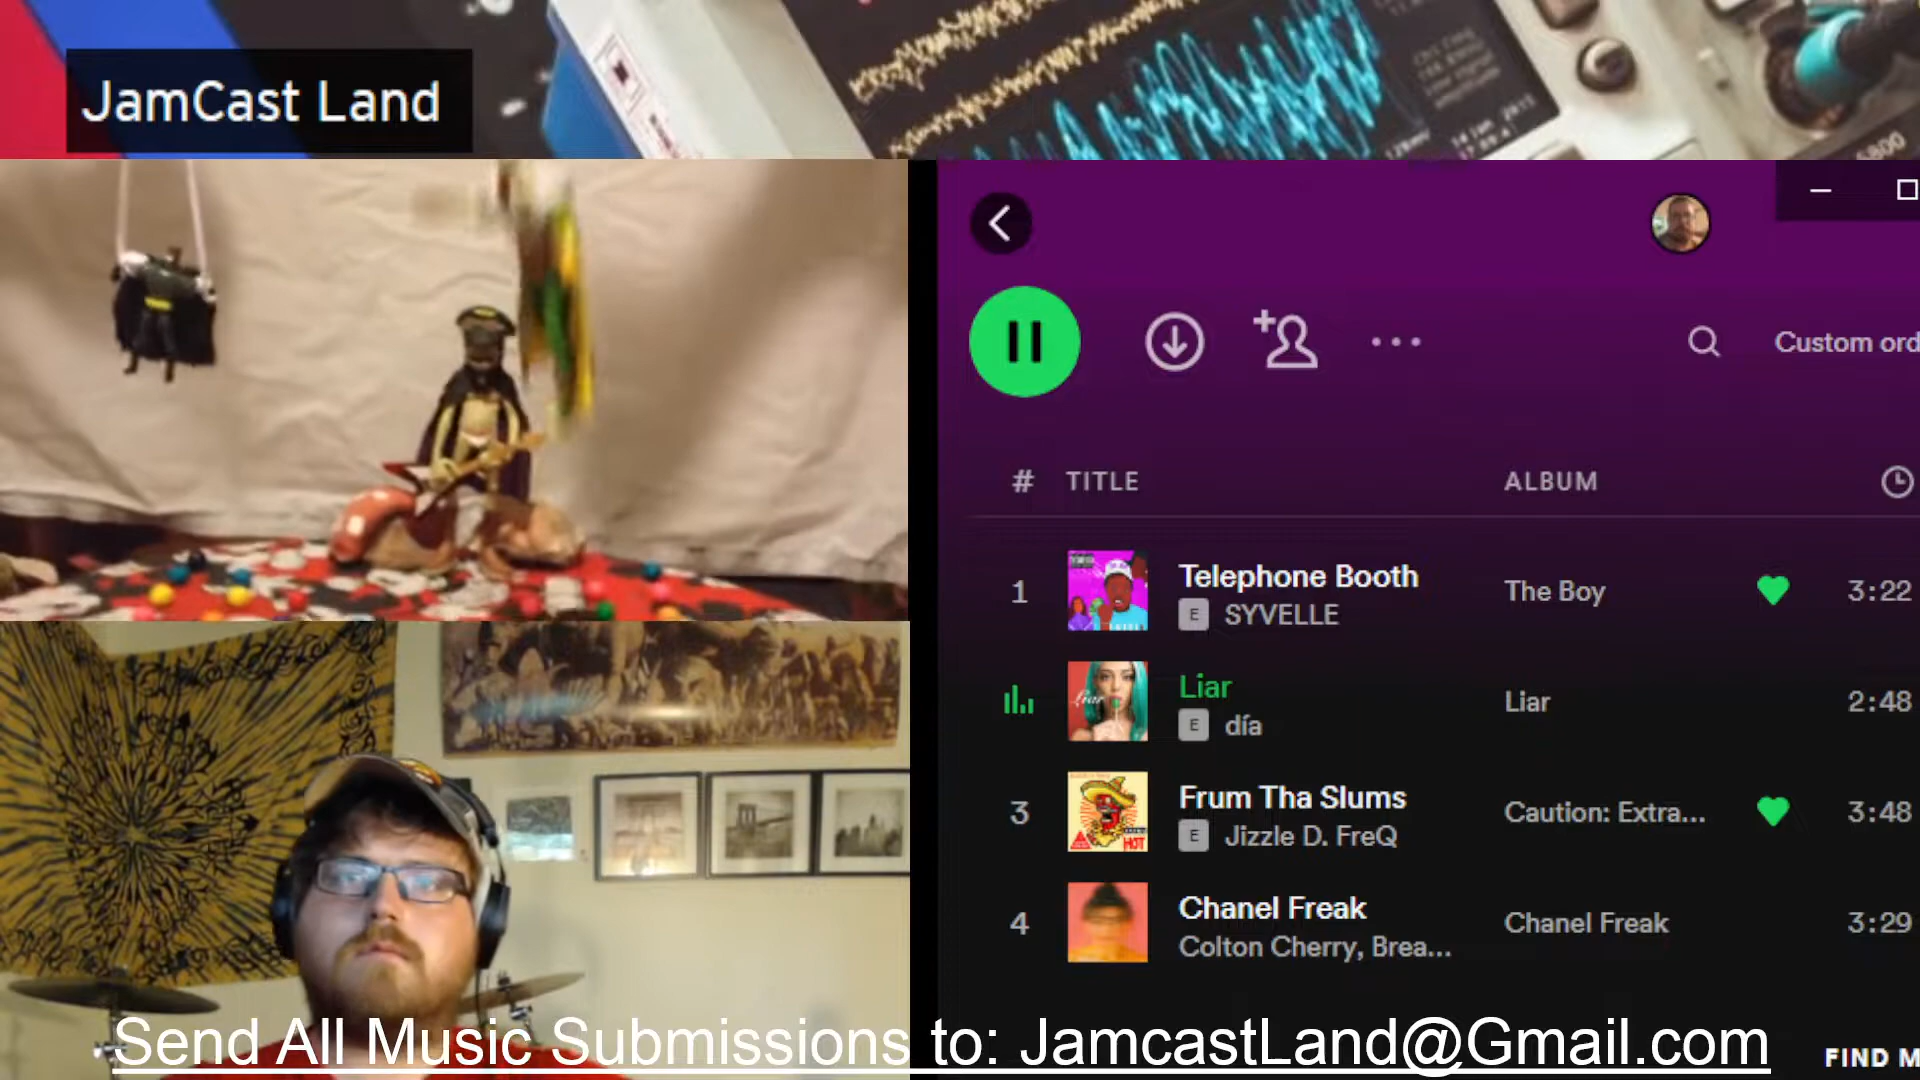 JamCast Land
Custom ord
# TITLE ALBUM
1 Telephone Booth The Boy 3:22
E SYVELLE
Liar Liar 2:48
E día
3 Frum Tha Slums Caution: Extra... 3:48
E Jizzle D. FreQ
4 Chanel Freak Chanel Freak 3:29
Colton Cherry, Brea...
Send All Music Submissions to: JamcastLand@Gmail.com
FIND M